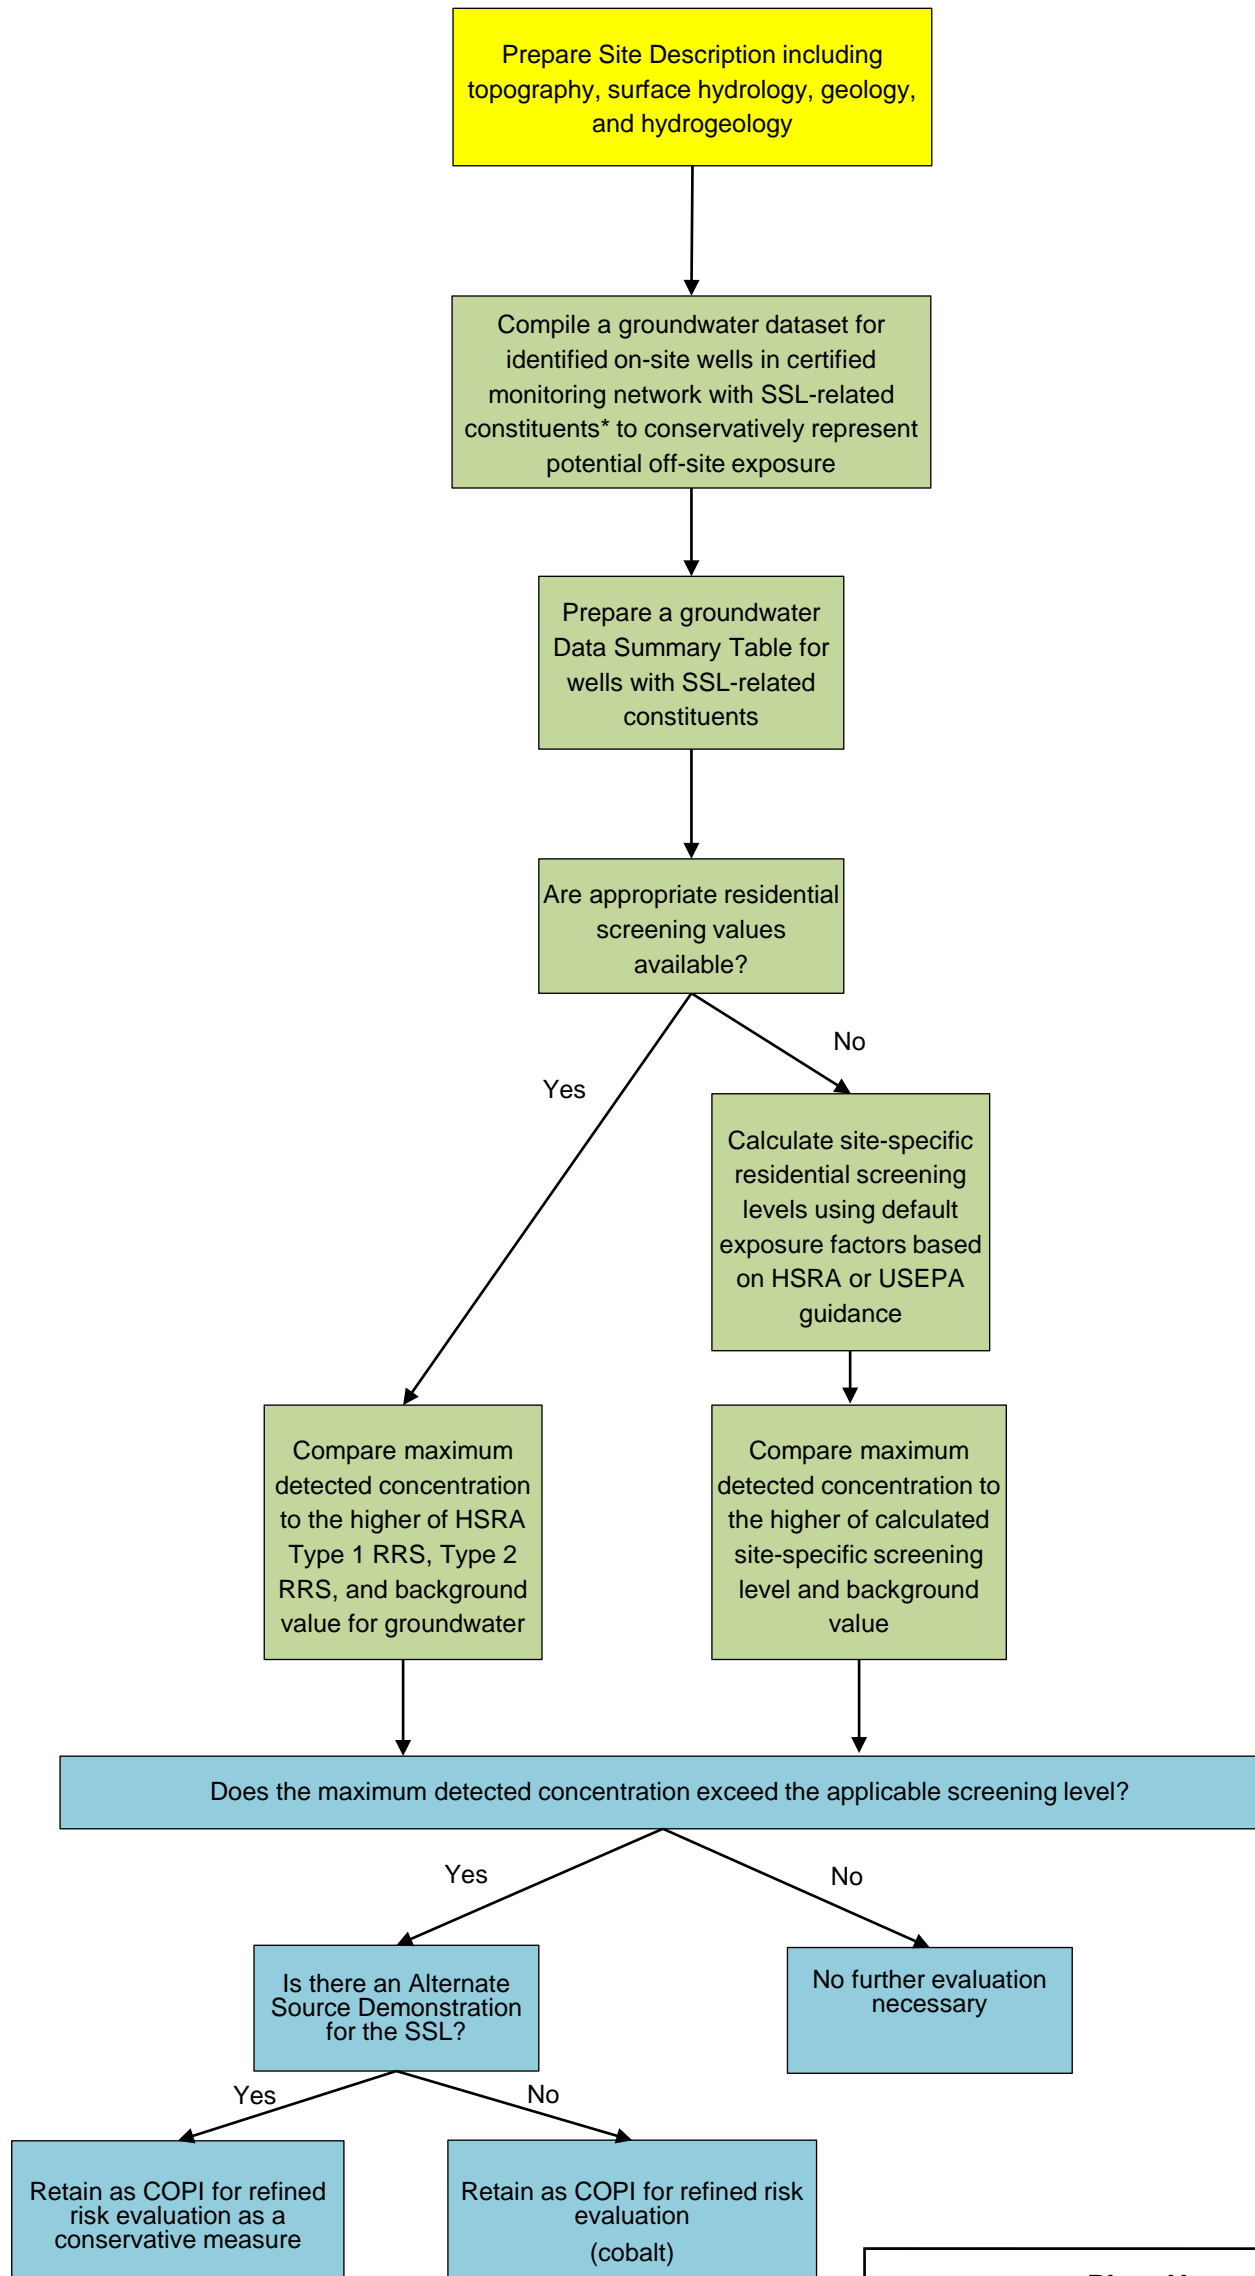 Prepare Site Description including
topography, surface hydrology, geology,
and hydrogeology
Compile a groundwater dataset for
identified on-site wells in certified
monitoring network with SSL-related
constituents* to conservatively represent
potential off-site exposure
Prepare a groundwater
Data Summary Table for
wells with SSL-related
constituents
Are appropriate residential
screening values
available?
No
Yes
Calculate site-specific
residential screening
levels using default
exposure factors based
on HSRA or USEPA
guidance
Compare maximum
detected concentration
to the higher of HSRA
Type 1 RRS, Type 2
RRS, and background
value for groundwater
Compare maximum
detected concentration to
the higher of calculated
site-specific screening
level and background
value
Does the maximum detected concentration exceed the applicable screening level?
Yes
No
Is there an Alternate
Source Demonstration
for the SSL?
No further evaluation
necessary
Yes
No
Retain as COPI for refined
risk evaluation as a
conservative measure
Retain as COPI for refined risk
evaluation
(cobalt)